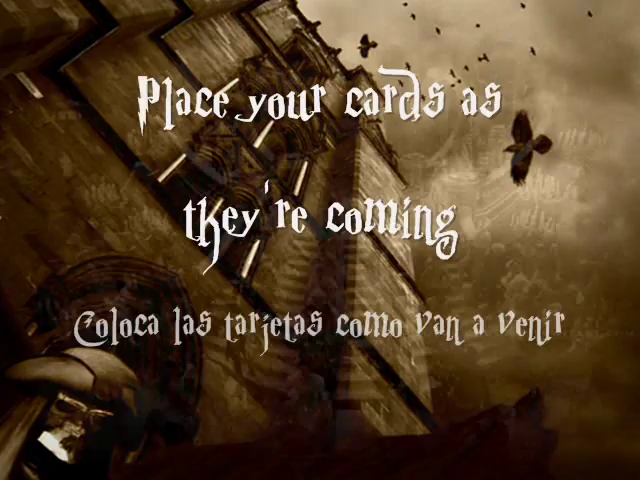 Place your cards as
they're coming
Coloca las tarjetas como van a venir